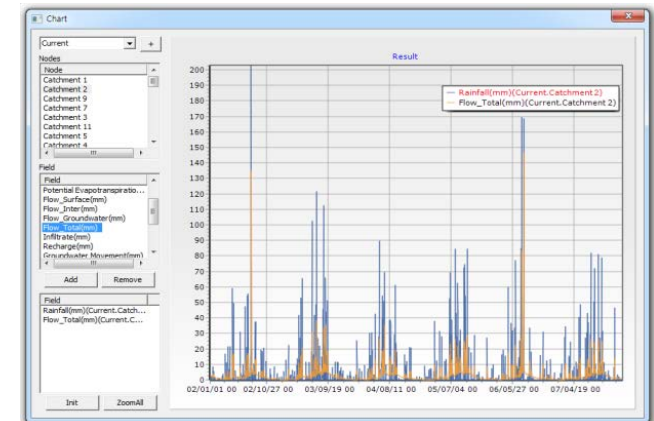 Chart
Current
+
Nodes
Node
Catchment 1
Catchment 2
Catchment 9
Catchment 7
Catchment 3
Catchment 11
Catchment 5
Catchment 4
Field
Field
Potential Evapotranspiratio...
Flow_Surface(mm)
Flow_Inter(mm)
Flow_Groundwater(mm)
Flow_Total(mm)
Infiltrate(mm)
Recharge(mm)
Groundwater Movement(mm)
Add Remove
Field
Rainfall(mm)(Current.Catch...
Flow_Total(mm)(Current.C...
Init ZoomAll
Result
Rainfall(mm)(Current.Catchment 2)
Flow_Total(mm)(Current.Catchment 2)
200
190
180
170
160
150
140
130
120
110
100
90
80
70
60
50
40
30
20
10
0
02/01/01 00 02/10/27 00 03/09/19 00 04/08/11 00 05/07/04 00 06/05/27 00 07/04/19 00